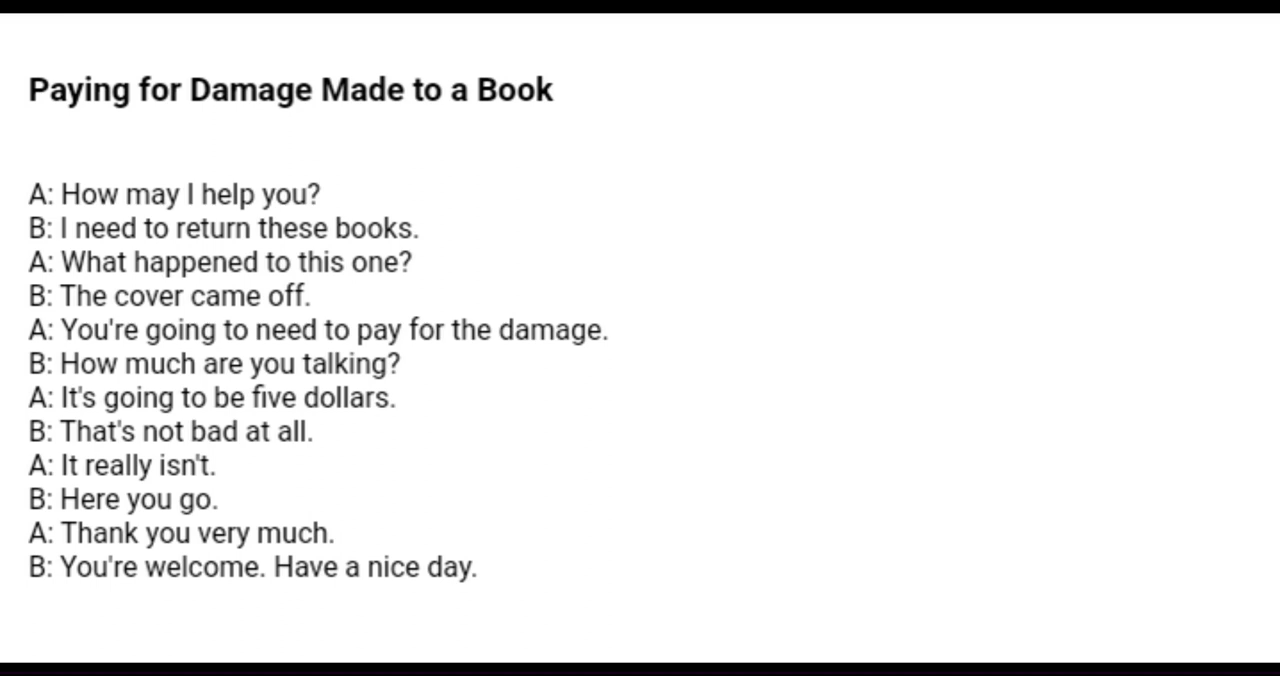 Paying for Damage Made to a Book
A: How may I help you?
B: I need to return these books.
A: What happened to this one?
B: The cover came off.
A: You're going to need to pay for the damage.
B: How much are you talking?
A: It's going to be five dollars.
B: That's not bad at all.
A: It really isn't.
B: Here you go.
A: Thank you very much.
B: You're welcome. Have a nice day.